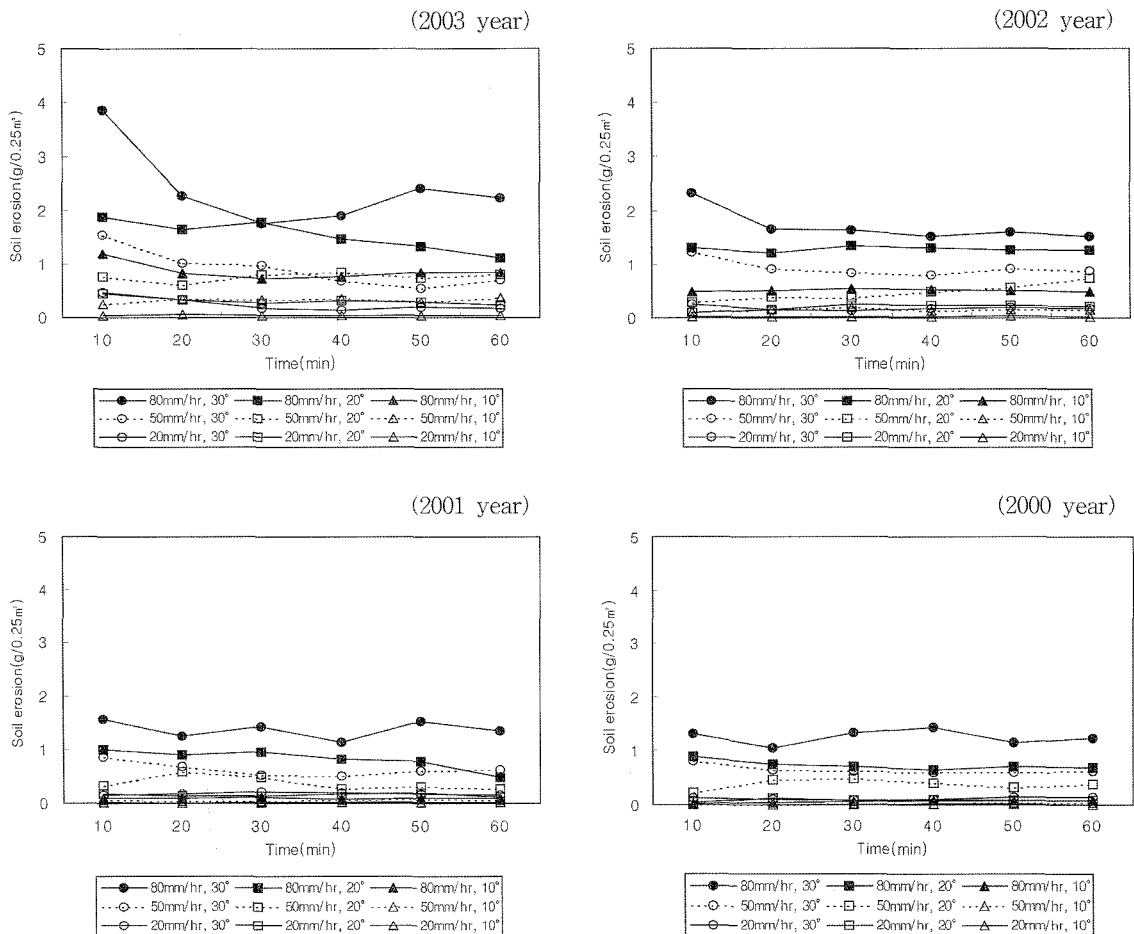 (2003 year)
5
4
3
2
1
0
Soil erosion(g/0.25㎡)
10 20 30 40 50 60
Time(min)
80mm/hr, 30° 80mm/hr, 20° 80mm/hr, 10°
50mm/hr, 30° 50mm/hr, 20° 50mm/hr, 10°
20mm/hr, 30° 20mm/hr, 20° 20mm/hr, 10°
(2002 year)
5
4
3
2
1
0
Soil erosion(g/0.25㎡)
10 20 30 40 50 60
Time(min)
80mm/hr, 30° 80mm/hr, 20° 80mm/hr, 10°
50mm/hr, 30° 50mm/hr, 20° 50mm/hr, 10°
20mm/hr, 30° 20mm/hr, 20° 20mm/hr, 10°
(2001 year)
5
4
3
2
1
0
Soil erosion(g/0.25㎡)
10 20 30 40 50 60
Time(min)
80mm/hr, 30° 80mm/hr, 20° 80mm/hr, 10°
50mm/hr, 30° 50mm/hr, 20° 50mm/hr, 10°
20mm/hr, 30° 20mm/hr, 20° 20mm/hr, 10°
(2000 year)
5
4
3
2
1
0
Soil erosion(g/0.25㎡)
10 20 30 40 50 60
Time(min)
80mm/hr, 30° 80mm/hr, 20° 80mm/hr, 10°
50mm/hr, 30° 50mm/hr, 20° 50mm/hr, 10°
20mm/hr, 30° 20mm/hr, 20° 20mm/hr, 10°